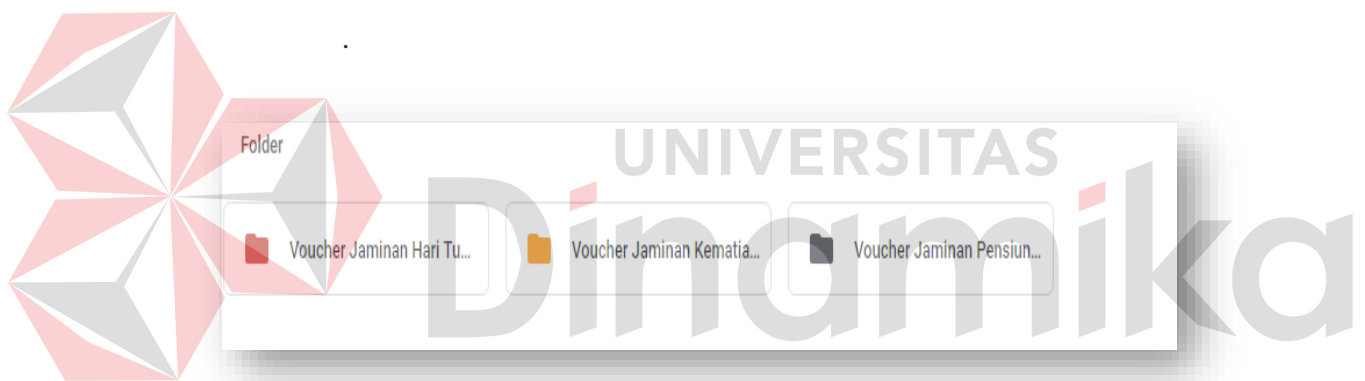 .
Folder
UNIVERSITAS
Dinamika
Voucher Jaminan Hari Tu...
Voucher Jaminan Kematia...
Voucher Jaminan Pensiun...